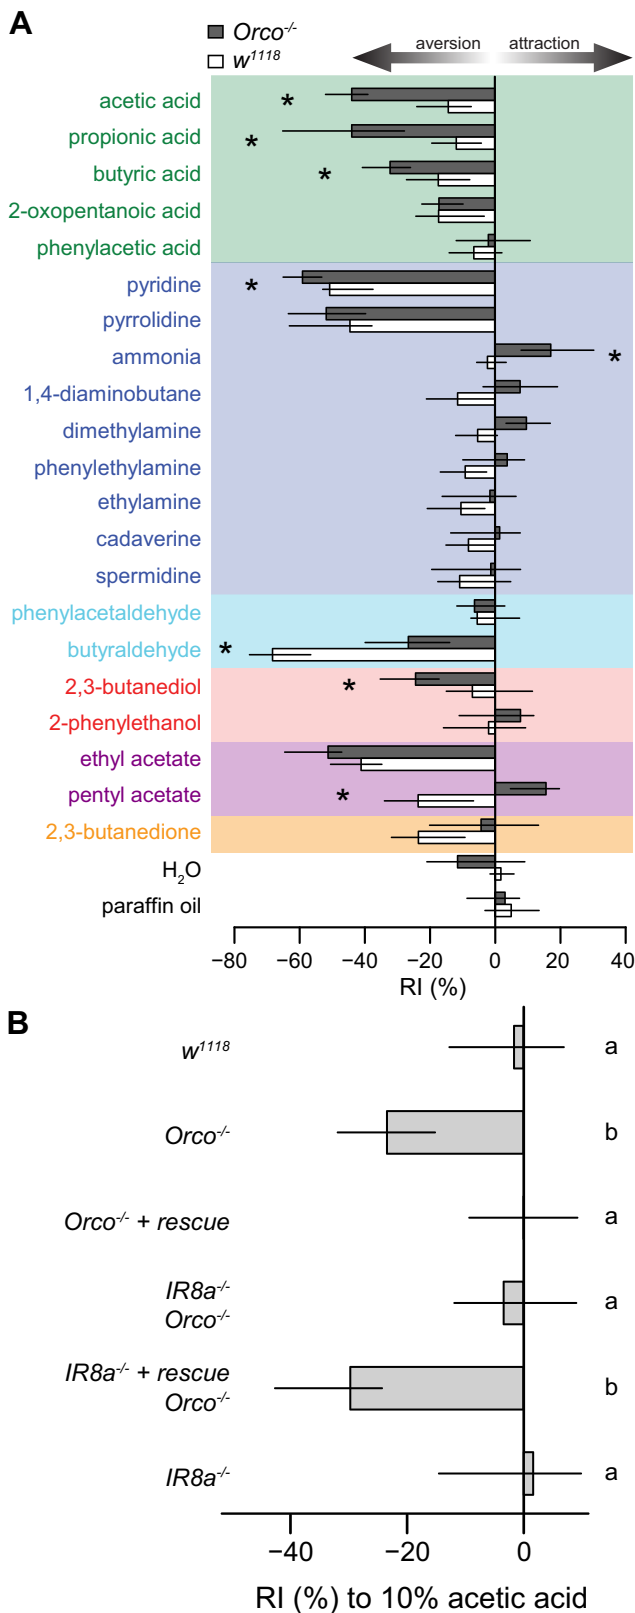 A
Orco-/-
w1118
aversion attraction
acetic acid *
propionic acid *
butyric acid *
2-oxopentanoic acid
phenylacetic acid
pyridine *
pyrrolidine
ammonia *
1,4-diaminobutane
dimethylamine
phenylethylamine
ethylamine
cadaverine
spermidine
phenylacetaldehyde
butyraldehyde *
2,3-butanediol *
2-phenylethanol
ethyl acetate
pentyl acetate *
2,3-butanedione
H2O
paraffin oil
−80 −60 −40 −20 0 20 40
RI (%)
B
w1118 a
Orco-/- b
Orco-/- + rescue a
IR8a-/-
Orco-/- a
IR8a-/- + rescue
Orco-/- b
IR8a-/- a
−40 −20 0
RI (%) to 10% acetic acid